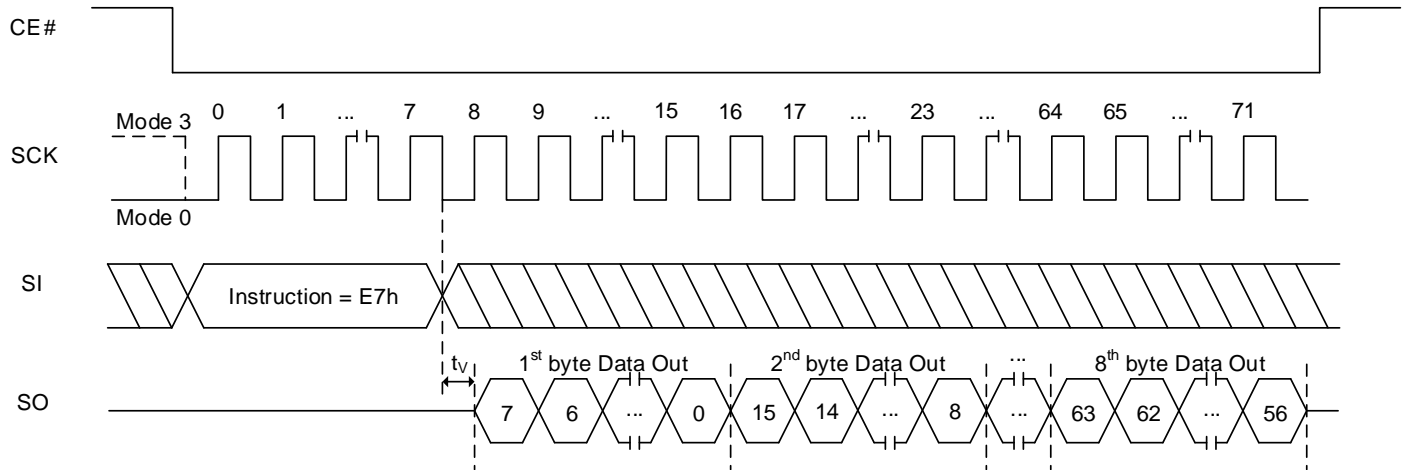 CE#
0 1 ... 7 8 9 ... 15 16 17 ... 23 ... 64 65 ... 71
Mode 3
SCK
Mode 0
SI
Instruction = E7h
tV
1st byte Data Out 2nd byte Data Out ... 8th byte Data Out
SO
7 6 ... 0 15 14 ... 8 ... 63 62 ... 56